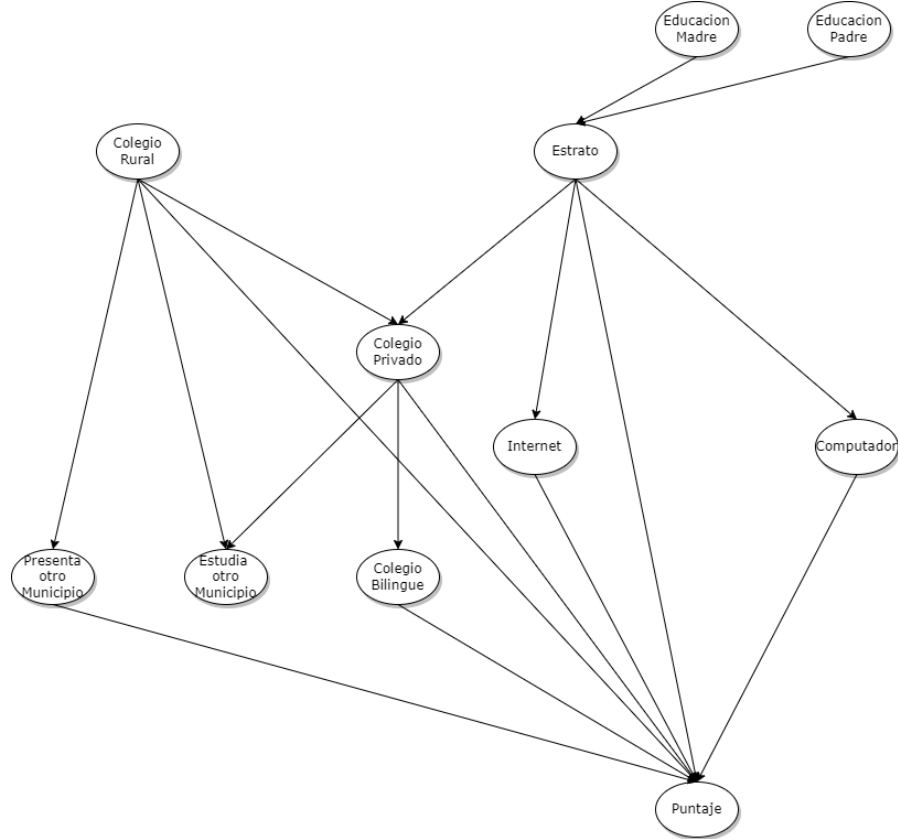 Educacion
Madre
Educacion
Padre
Colegio
Rural
Estrato
Colegio
Privado
Internet
Computador
Presenta
otro
Municipio
Estudia
otro
Municipio
Colegio
Bilingue
Puntaje